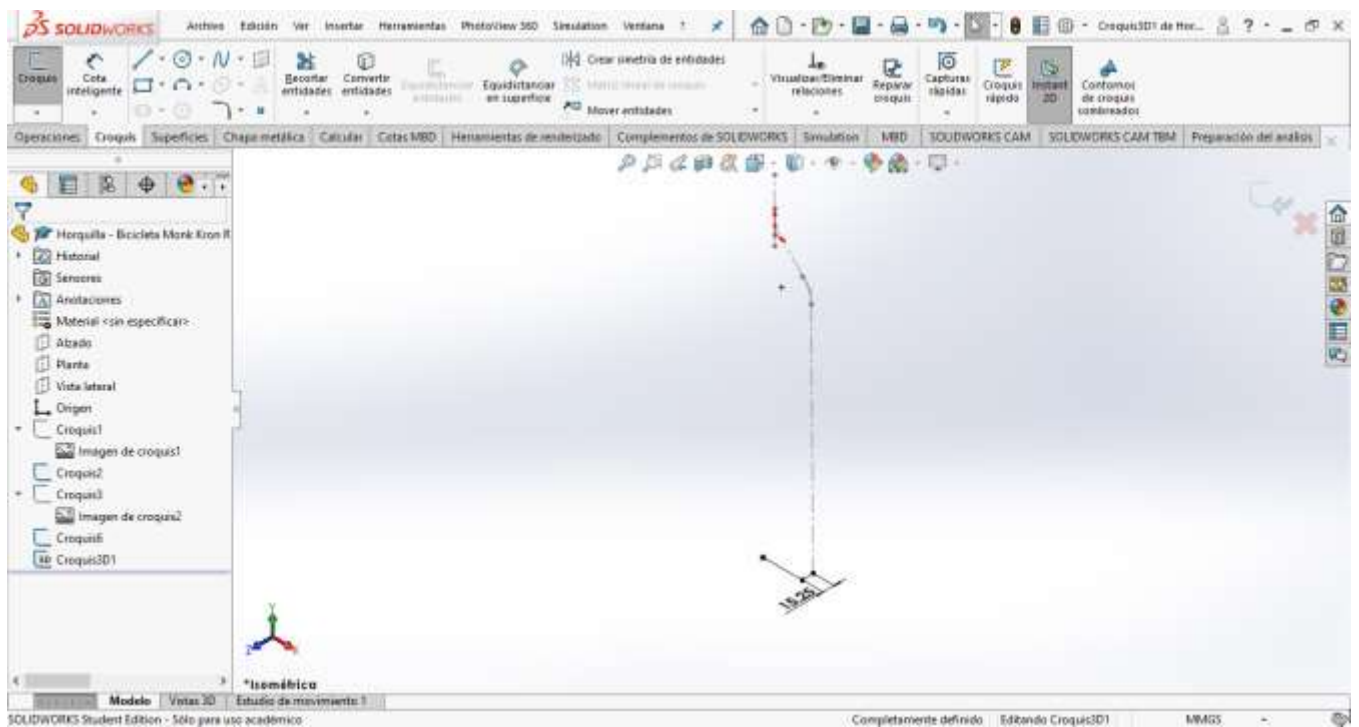 SOLIDWORKS
Archivo Edición Ver Insertar Herramientas PhotoView 360 Simulation Ventana ?
Croquis3D1 de Hor...
Croquis
Cota inteligente
Recortar entidades
Convertir entidades
Equidistanciar en superficie
Crear simetría de entidades
Mover entidades
Visualizar/Eliminar relaciones
Reparar croquis
Capturas rápidas
Croquis rápido
Instant 2D
Contornos de croquis sombreados
Operaciones Croquis Superficies Chapa metálica Calcular Cotas MBD Herramientas de renderizado Complementos de SOLIDWORKS Simulation MBD SOLIDWORKS CAM SOLIDWORKS CAM TBM Preparación del análisis
Horquilla - Bicicleta Monk Kron R
Historial
Sensores
Anotaciones
Material <sin especificar>
Alzado
Planta
Vista lateral
Origen
Croquis1
Imagen de croquis1
Croquis2
Croquis3
Imagen de croquis2
Croquis6
3D Croquis3D1
15.25
Y
Z X
*Isométrica
Modelo Vistas 3D Estudio de movimiento 1
SOLIDWORKS Student Edition - Sólo para uso académico
Completamente definido Editando Croquis3D1 MMGS